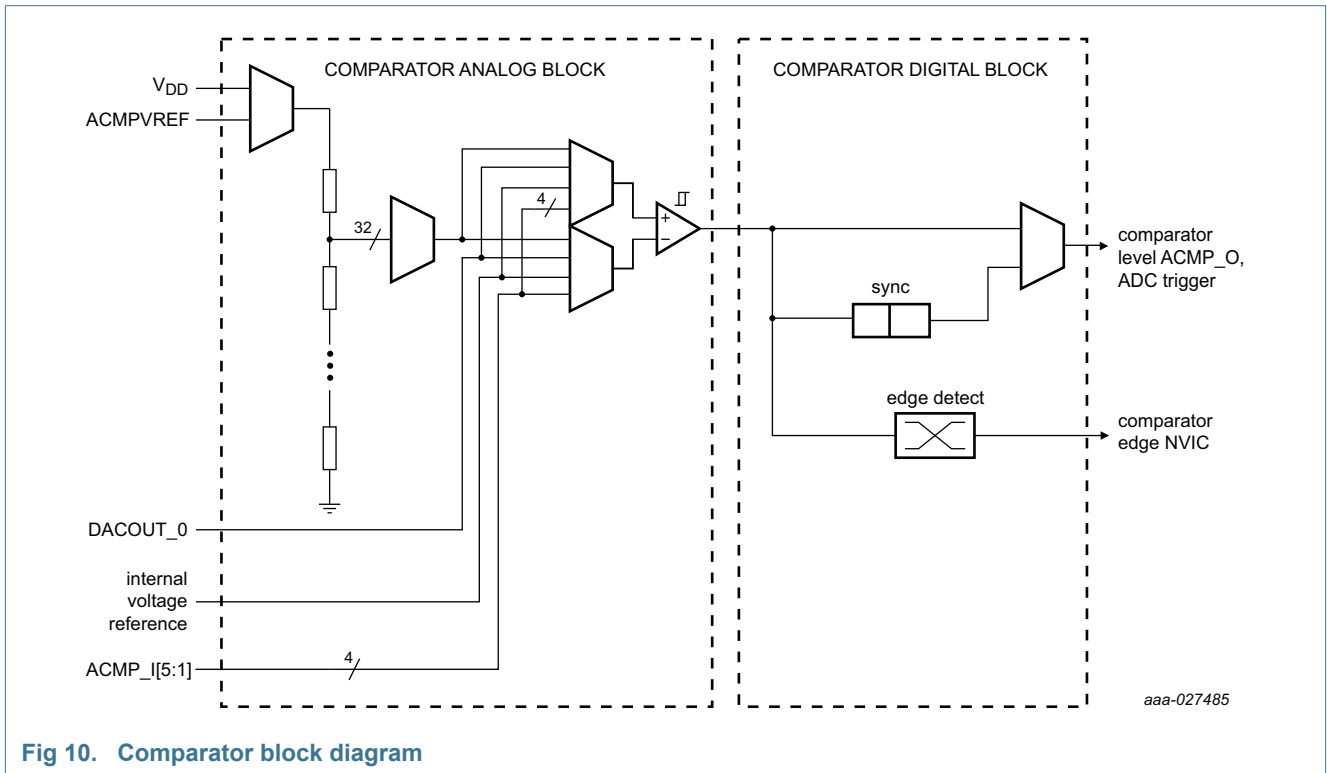 COMPARATOR ANALOG BLOCK
COMPARATOR DIGITAL BLOCK
VDD
ACMPVREF
32
4
+
−
sync
edge detect
comparator
level ACMP_O,
ADC trigger
comparator
edge NVIC
DACOUT_0
internal
voltage
reference
ACMP_I[5:1]
4
aaa-027485
Fig 10. Comparator block diagram